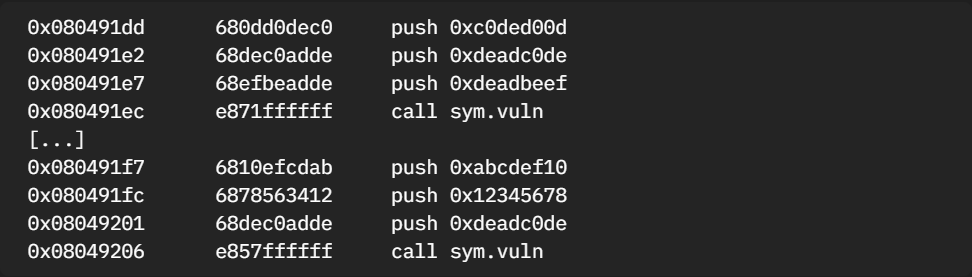 0x080491dd 680dd0dec0 push 0xc0ded00d
0x080491e2 68dec0adde push 0xdeadc0de
0x080491e7 68efbeadde push 0xdeadbeef
0x080491ec e871ffffff call sym.vuln
[...]
0x080491f7 6810efcdab push 0xabcdef10
0x080491fc 6878563412 push 0x12345678
0x08049201 68dec0adde push 0xdeadc0de
0x08049206 e857ffffff call sym.vuln